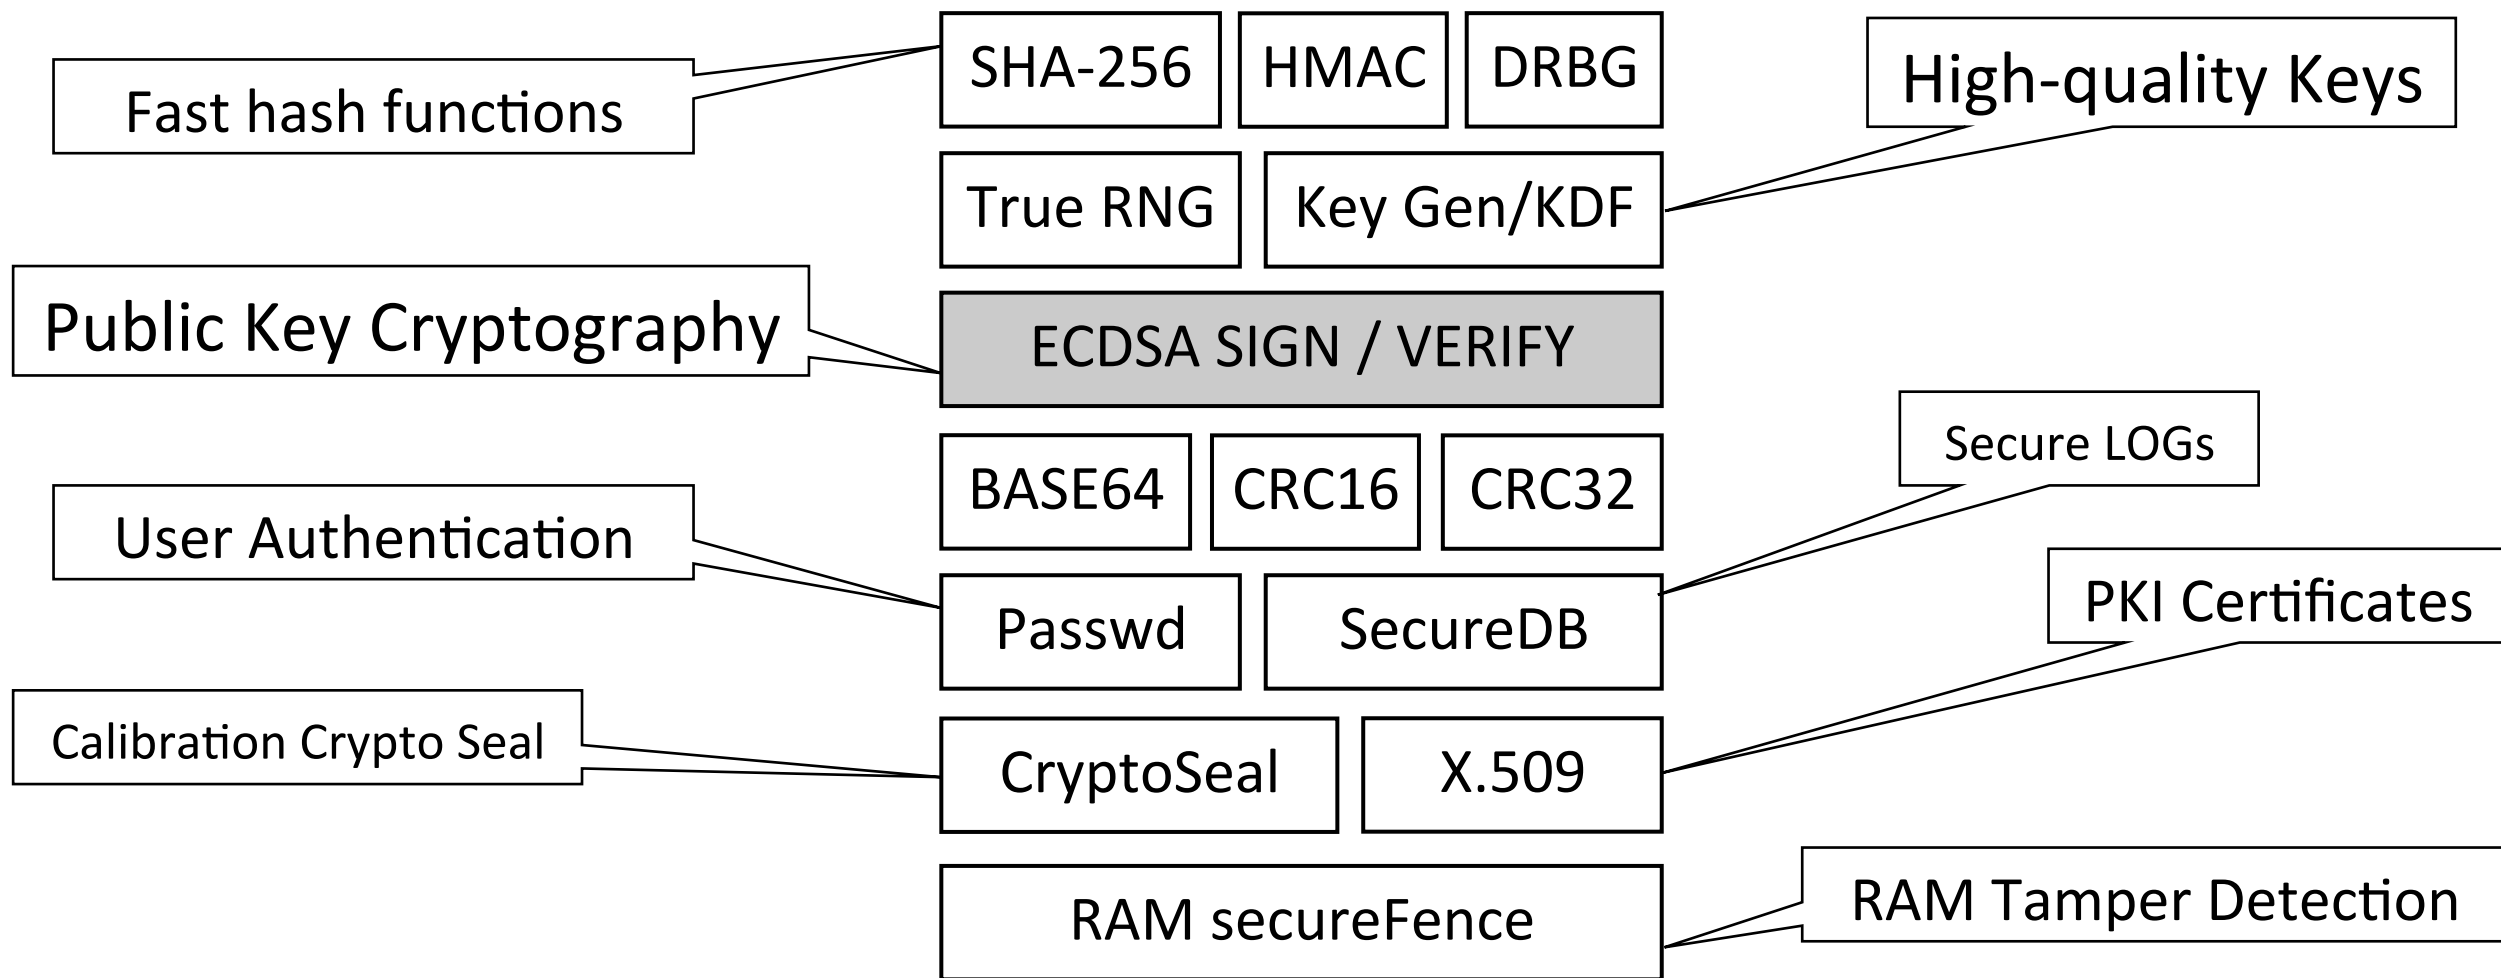 SHA-256 HMAC DRBG
High-quality Keys
Fast hash functions
True RNG Key Gen/KDF
Public Key Cryptography
ECDSA SIGN / VERIFY
Secure LOGs
BASE64 CRC16 CRC32
User Authentication
PKI Certificates
Passwd SecureDB
Calibration Crypto Seal
CryptoSeal X.509
RAM Tamper Detection
RAM secureFence